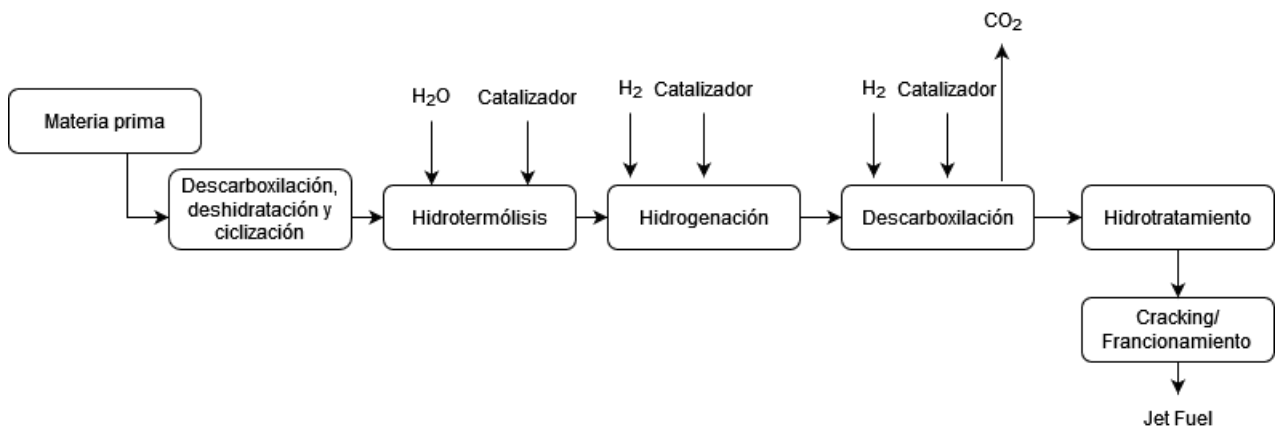 CO2
H2O
Catalizador
H2 Catalizador
H2 Catalizador
Materia prima
Descarboxilación,
deshidratación y
ciclización
Hidrotermólisis
Hidrogenación
Descarboxilación
Hidrotratamiento
Cracking/
Francionamiento
Jet Fuel